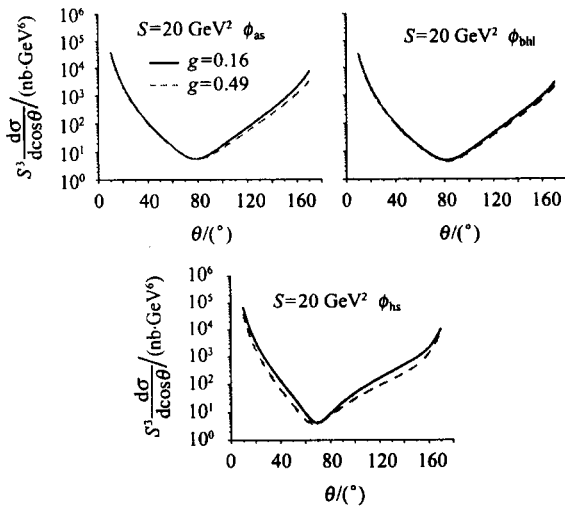 10⁶
10⁵
10⁴
10³
10²
10¹
10⁰
S³ dσ/dcosθ /(nb·GeV⁶)
S=20 GeV² ϕas
g=0.16
g=0.49
0 40 80 120 160
θ/(°)
S=20 GeV² ϕbhl
0 40 80 120 160
θ/(°)
10⁶
10⁵
10⁴
10³
10²
10¹
10⁰
S³ dσ/dcosθ /(nb·GeV⁶)
S=20 GeV² ϕhs
0 40 80 120 160
θ/(°)